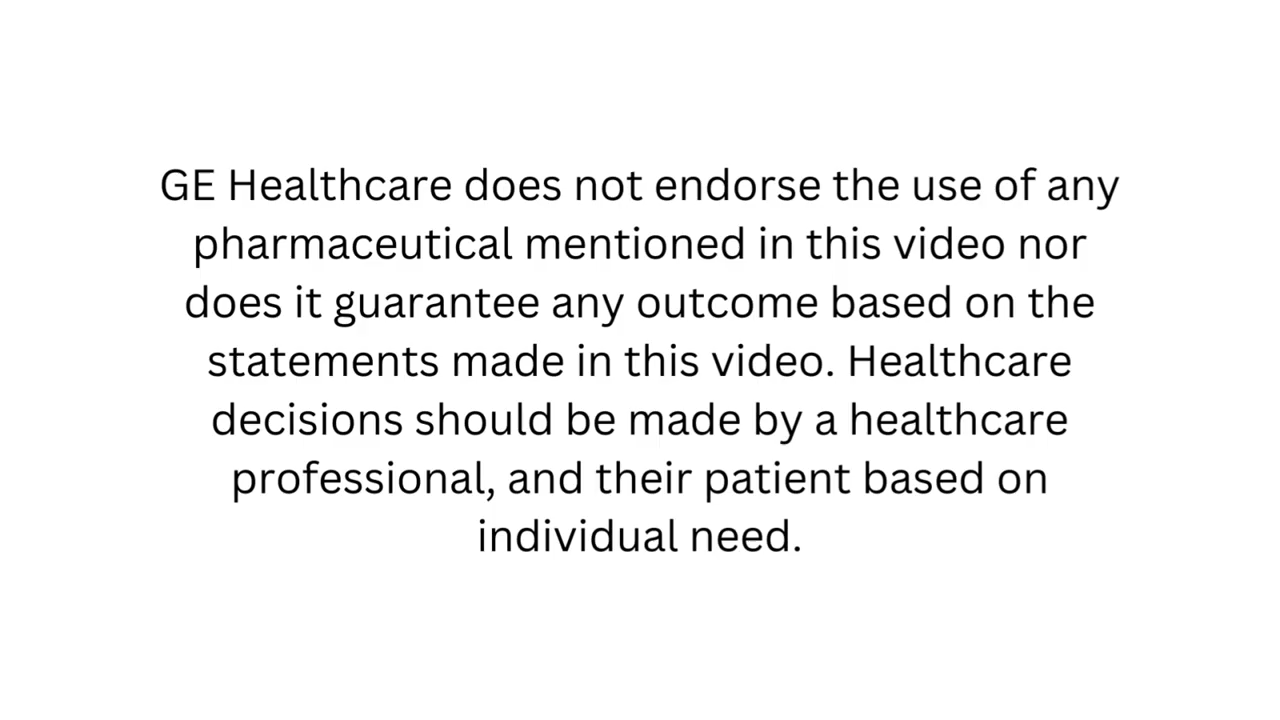 GE Healthcare does not endorse the use of any
pharmaceutical mentioned in this video nor
does it guarantee any outcome based on the
statements made in this video. Healthcare
decisions should be made by a healthcare
professional, and their patient based on
individual need.